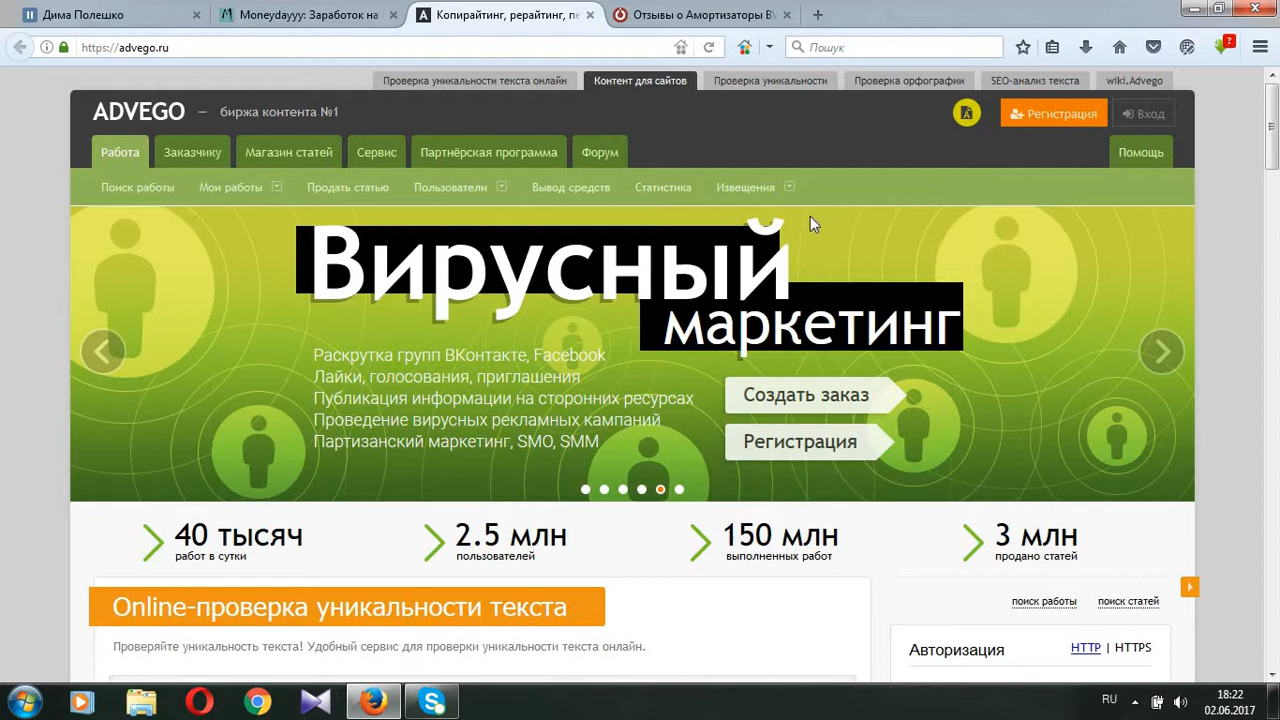 Дима Полешко
Moneydayyy: Заработок на
Копирайтинг, рерайтинг, пе
Отзывы о Амортизаторы BV
https://advego.ru
Пошук
?
Проверка уникальности текста онлайн
Контент для сайтов
Проверка уникальности
Проверка орфографии
SEO-анализ текста
wiki.Advego
ADVEGO – биржа контента №1
A
Регистрация
Вход
Работа
Заказчику
Магазин статей
Сервис
Партнёрская программа
Форум
Помощь
Поиск работы
Мои работы
Продать статью
Пользователи
Вывод средств
Статистика
Извещения
Вирусный
маркетинг
Раскрутка групп ВКонтакте, Facebook
Лайки, голосования, приглашения
Публикация информации на сторонних ресурсах
Проведение вирусных рекламных кампаний
Партизанский маркетинг, SMO, SMM
Создать заказ
Регистрация
40 тысяч
работ в сутки
2.5 млн
пользователей
150 млн
выполненных работ
3 млн
продано статей
Online-проверка уникальности текста
Проверяйте уникальность текста! Удобный сервис для проверки уникальности текста онлайн.
поиск работы
поиск статей
Авторизация
HTTP | HTTPS
RU
18:22
02.06.2017